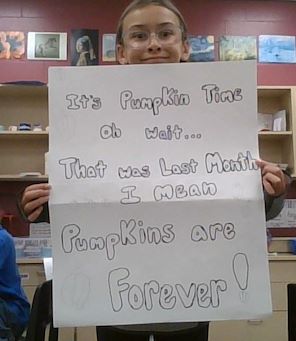 It's Pumpkin Time
Oh wait...
That was Last Month
I mean
Pumpkins are
Forever!